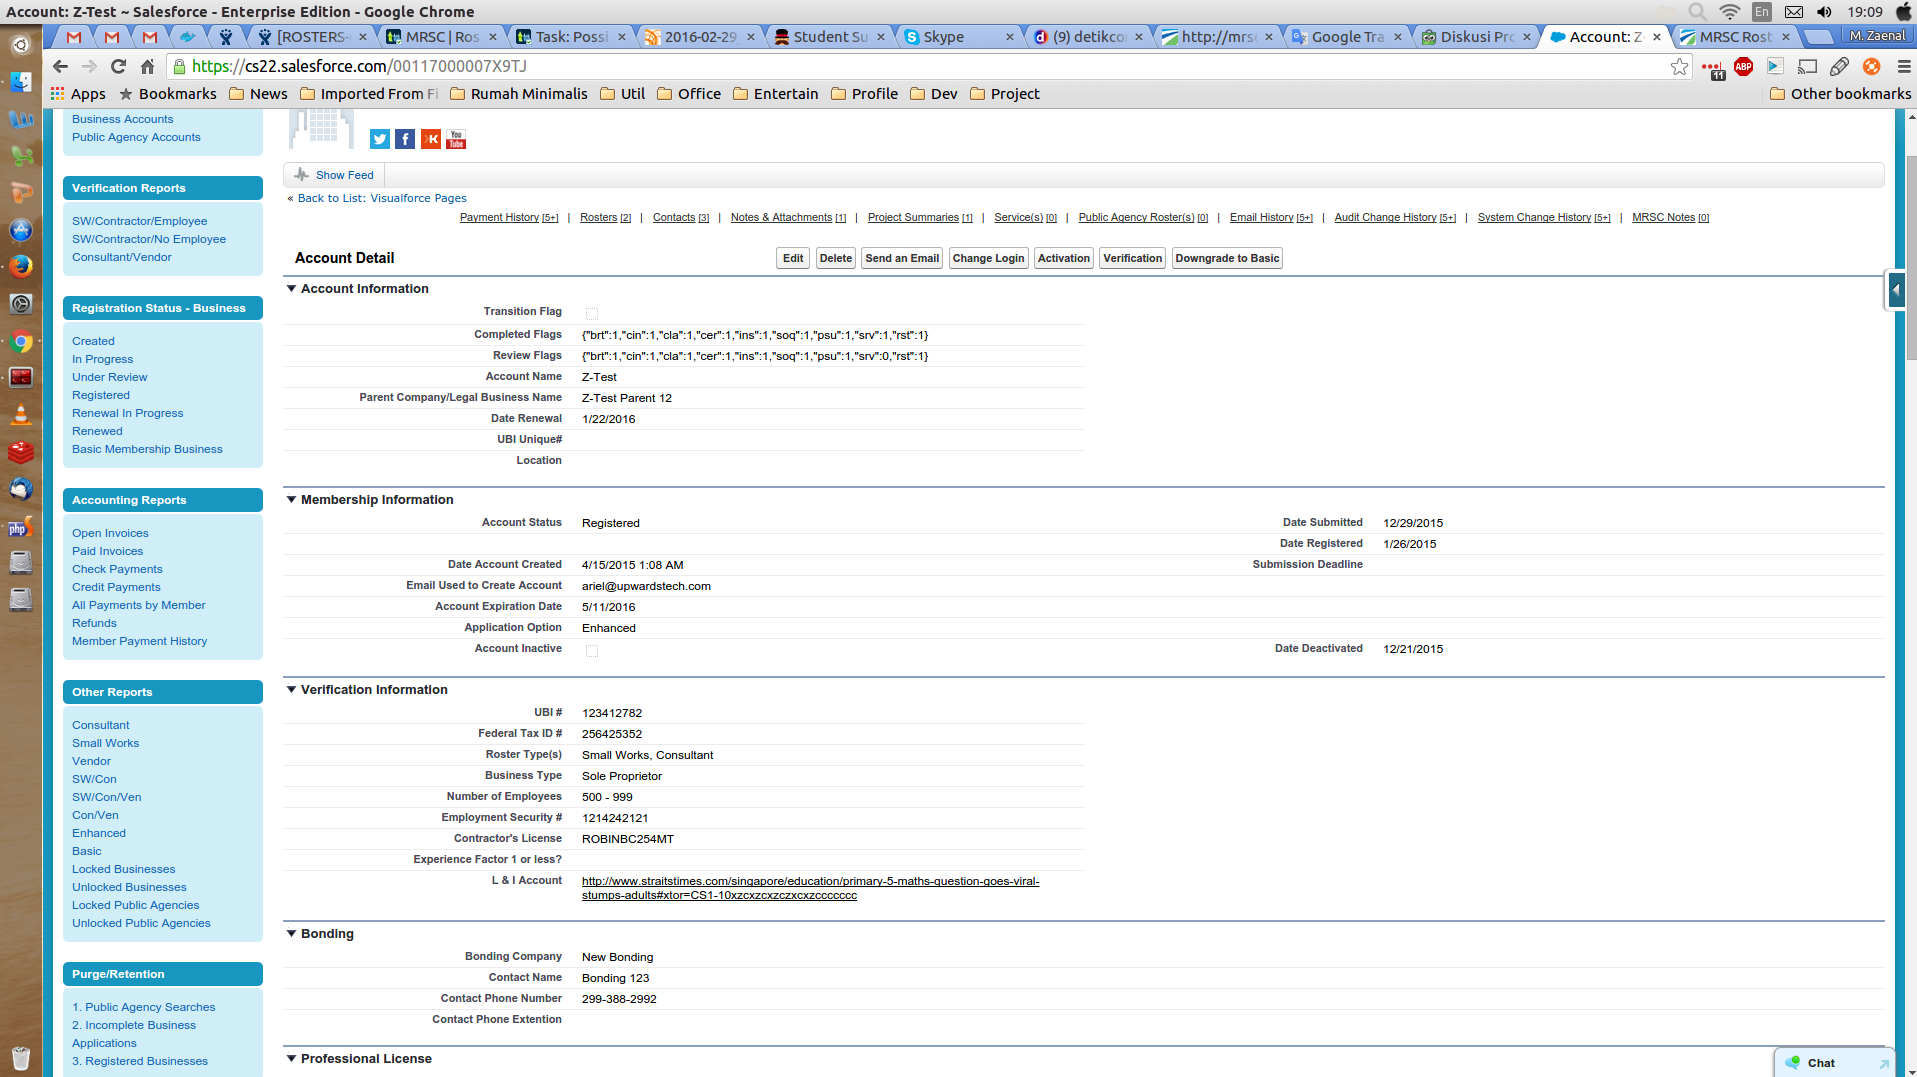 Account: Z-Test ~ Salesforce - Enterprise Edition - Google Chrome
En
19:09
[ROSTERS-
MRSC | Ros
Task: Possi
2016-02-29
Student Su
Skype
(9) detikco
http://mrs
Google Tra
Diskusi Pr
Account: Z
MRSC Rost
M. Zaenal
https://cs22.salesforce.com/00117000007X9TJ
11
ABP
Apps
Bookmarks
News
Imported From Fi
Rumah Minimalis
Util
Office
Entertain
Profile
Dev
Project
Other bookmarks
Business Accounts
Public Agency Accounts
Verification Reports
SW/Contractor/Employee
SW/Contractor/No Employee
Consultant/Vendor
Registration Status - Business
Created
In Progress
Under Review
Registered
Renewal In Progress
Renewed
Basic Membership Business
Accounting Reports
Open Invoices
Paid Invoices
Check Payments
Credit Payments
All Payments by Member
Refunds
Member Payment History
Other Reports
Consultant
Small Works
Vendor
SW/Con
SW/Con/Ven
Con/Ven
Enhanced
Basic
Locked Businesses
Unlocked Businesses
Locked Public Agencies
Unlocked Public Agencies
Purge/Retention
1. Public Agency Searches
2. Incomplete Business
Applications
3. Registered Businesses
You Tube
Show Feed
« Back to List: Visualforce Pages
Payment History [5+] | Rosters [2] | Contacts [3] | Notes & Attachments [1] | Project Summaries [1] | Service(s) [0] | Public Agency Roster(s) [0] | Email History [5+] | Audit Change History [5+] | System Change History [5+] | MRSC Notes [0]
Account Detail
Edit Delete Send an Email Change Login Activation Verification Downgrade to Basic
Account Information
Transition Flag
Completed Flags {"brt":1,"cin":1,"cla":1,"cer":1,"ins":1,"soq":1,"psu":1,"srv":1,"rst":1}
Review Flags {"brt":1,"cin":1,"cla":1,"cer":1,"ins":1,"soq":1,"psu":1,"srv":0,"rst":1}
Account Name Z-Test
Parent Company/Legal Business Name Z-Test Parent 12
Date Renewal 1/22/2016
UBI Unique#
Location
Membership Information
Account Status Registered Date Submitted 12/29/2015
Date Registered 1/26/2015
Date Account Created 4/15/2015 1:08 AM Submission Deadline
Email Used to Create Account ariel@upwardstech.com
Account Expiration Date 5/11/2016
Application Option Enhanced
Account Inactive Date Deactivated 12/21/2015
Verification Information
UBI # 123412782
Federal Tax ID # 256425352
Roster Type(s) Small Works, Consultant
Business Type Sole Proprietor
Number of Employees 500 - 999
Employment Security # 1214242121
Contractor's License ROBINBC254MT
Experience Factor 1 or less?
L & I Account http://www.straitstimes.com/singapore/education/primary-5-maths-question-goes-viral-
stumps-adults#xtor=CS1-10xzcxzcxzczxcxzccccccc
Bonding
Bonding Company New Bonding
Contact Name Bonding 123
Contact Phone Number 299-388-2992
Contact Phone Extention
Professional License
Chat